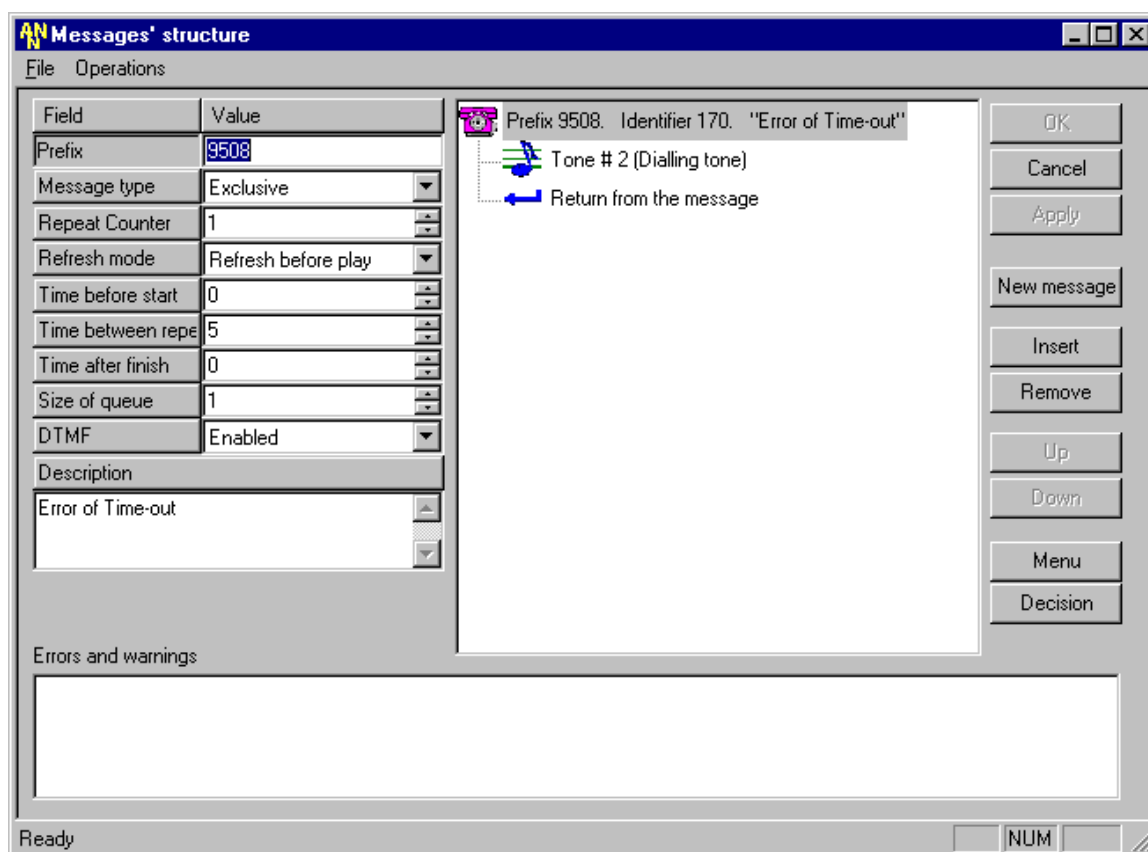 ANN Messages' structure
File Operations
Field Value
Prefix 9508
Message type Exclusive
Repeat Counter 1
Refresh mode Refresh before play
Time before start 0
Time between repe 5
Time after finish 0
Size of queue 1
DTMF Enabled
Description
Error of Time-out
Prefix 9508. Identifier 170. "Error of Time-out"
Tone # 2 (Dialling tone)
Return from the message
OK
Cancel
Apply
New message
Insert
Remove
Up
Down
Menu
Decision
Errors and warnings
Ready NUM